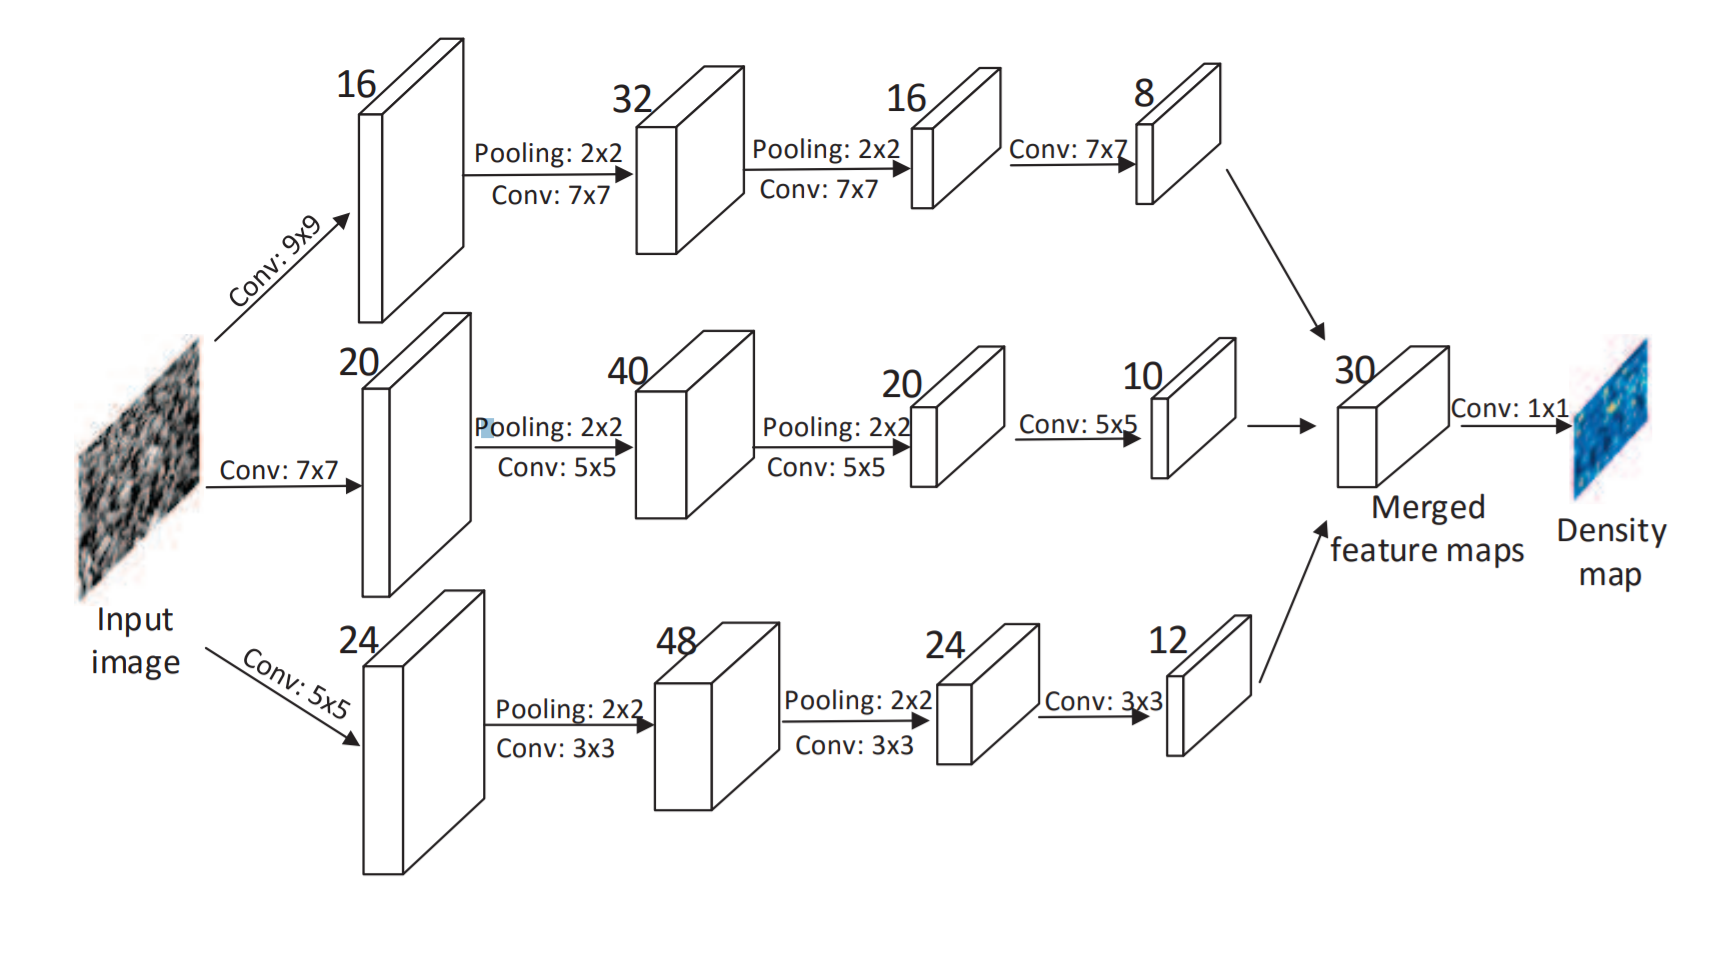 16
32
16
8
Pooling: 2x2
Conv: 7x7
Pooling: 2x2
Conv: 7x7
Conv: 7x7
Conv: 9x9
20
40
20
10
30
Conv: 7x7
Pooling: 2x2
Conv: 5x5
Pooling: 2x2
Conv: 5x5
Conv: 5x5
Conv: 1x1
Merged
feature maps
Density
map
Input
image
24
48
24
12
Conv: 5x5
Pooling: 2x2
Conv: 3x3
Pooling: 2x2
Conv: 3x3
Conv: 3x3